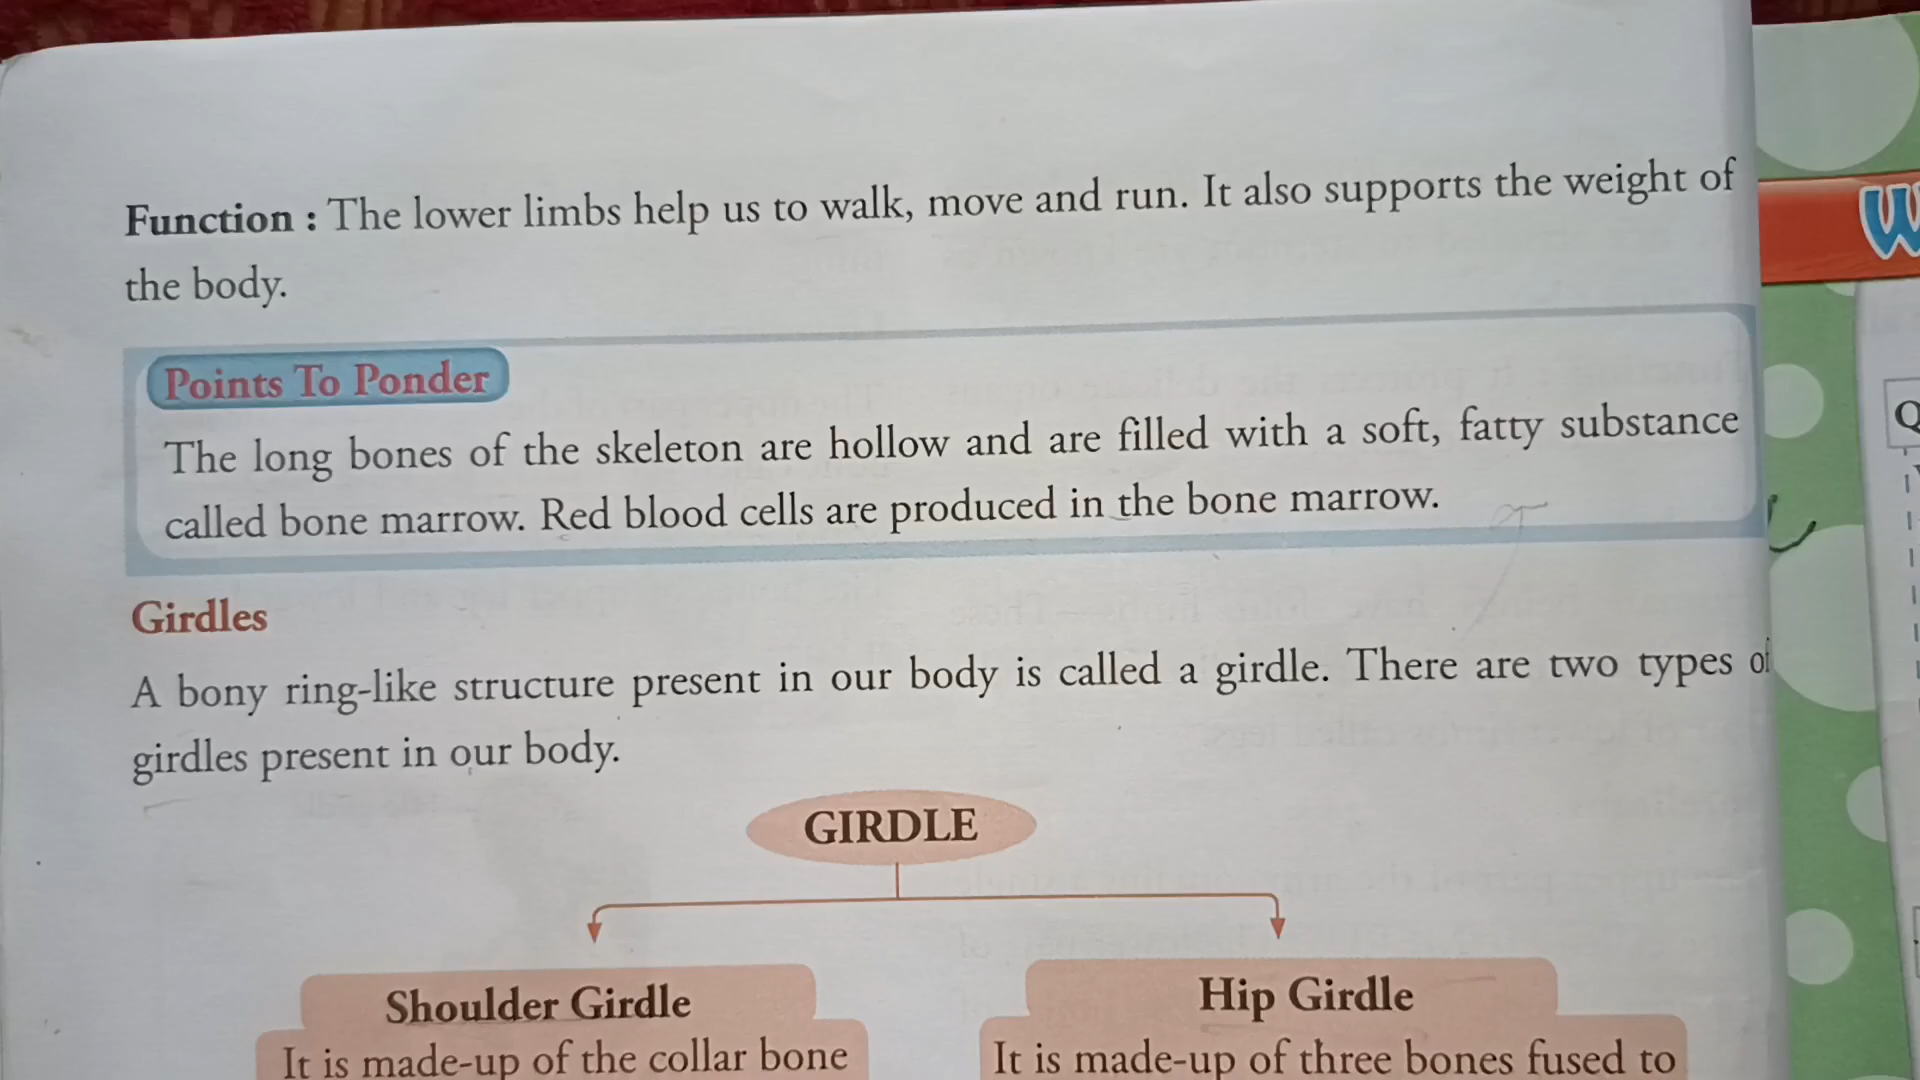 Function : The lower limbs help us to walk, move and run. It also supports the weight of
the body.
Points To Ponder
The long bones of the skeleton are hollow and are filled with a soft, fatty substance
called bone marrow. Red blood cells are produced in the bone marrow.
Girdles
A bony ring-like structure present in our body is called a girdle. There are two types of
girdles present in our body.
GIRDLE
Shoulder Girdle
It is made-up of the collar bone
Hip Girdle
It is made-up of three bones fused to
W
Q